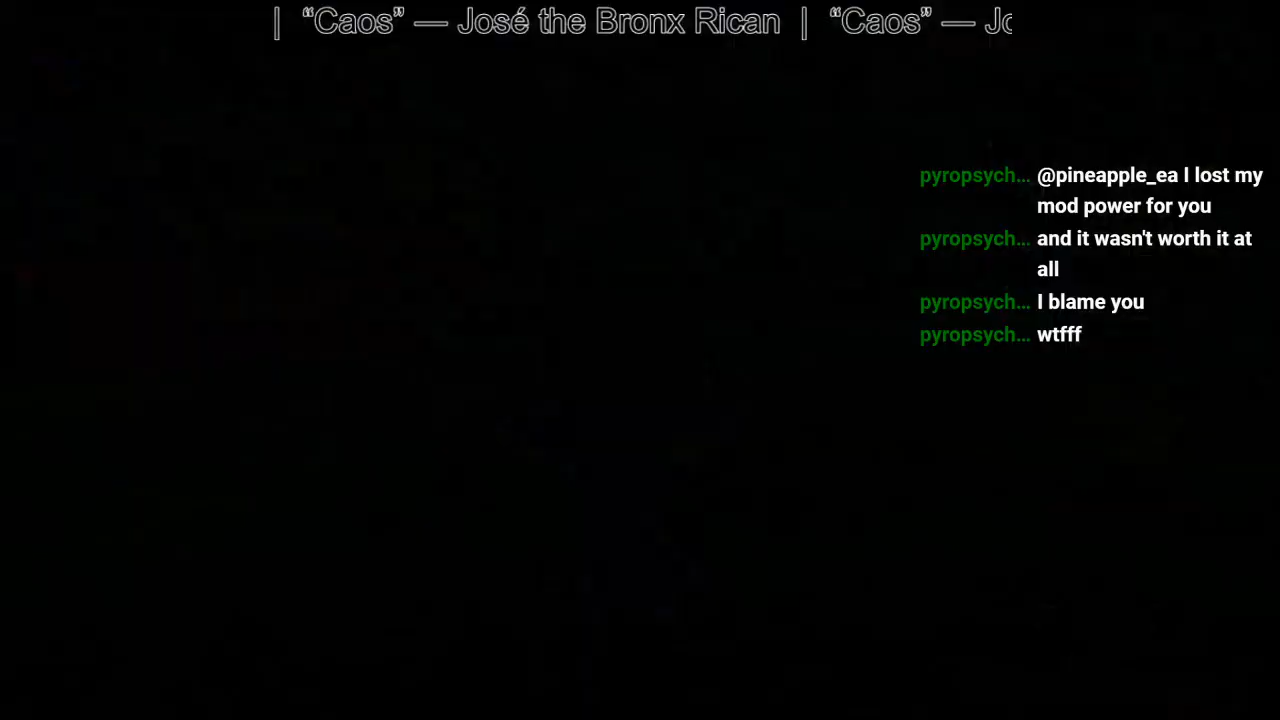 | “Caos” — José the Bronx Rican | “Caos” — Jo
pyropsych… @pineapple_ea I lost my
mod power for you
pyropsych… and it wasn't worth it at
all
pyropsych… I blame you
pyropsych… wtfff